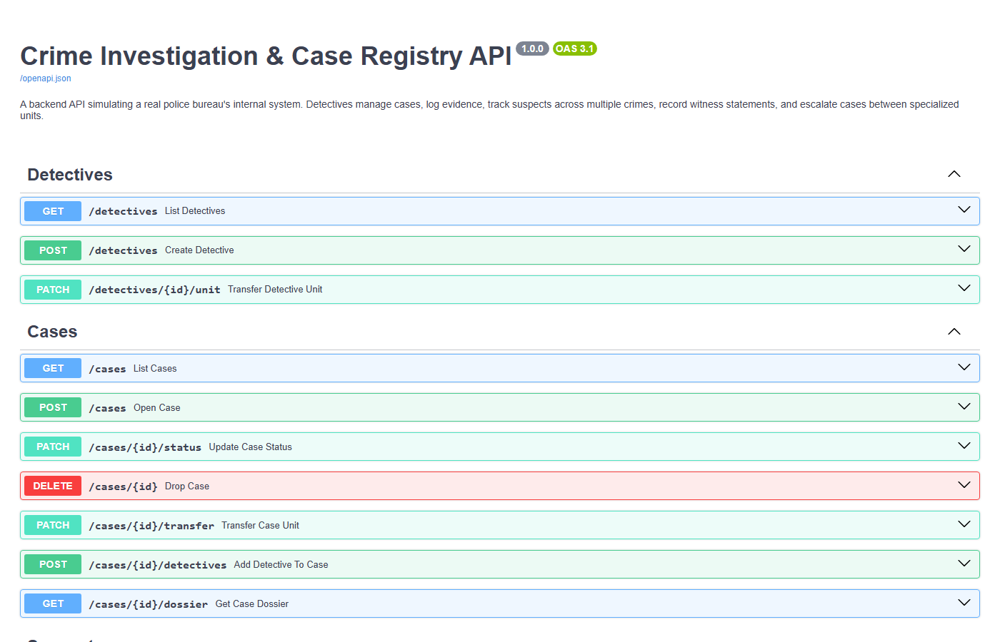 Crime Investigation & Case Registry API 1.0.0 OAS 3.1
/openapi.json
A backend API simulating a real police bureau's internal system. Detectives manage cases, log evidence, track suspects across multiple crimes, record witness statements, and escalate cases between specialized
units.
Detectives
GET /detectives List Detectives
POST /detectives Create Detective
PATCH /detectives/{id}/unit Transfer Detective Unit
Cases
GET /cases List Cases
POST /cases Open Case
PATCH /cases/{id}/status Update Case Status
DELETE /cases/{id} Drop Case
PATCH /cases/{id}/transfer Transfer Case Unit
POST /cases/{id}/detectives Add Detective To Case
GET /cases/{id}/dossier Get Case Dossier